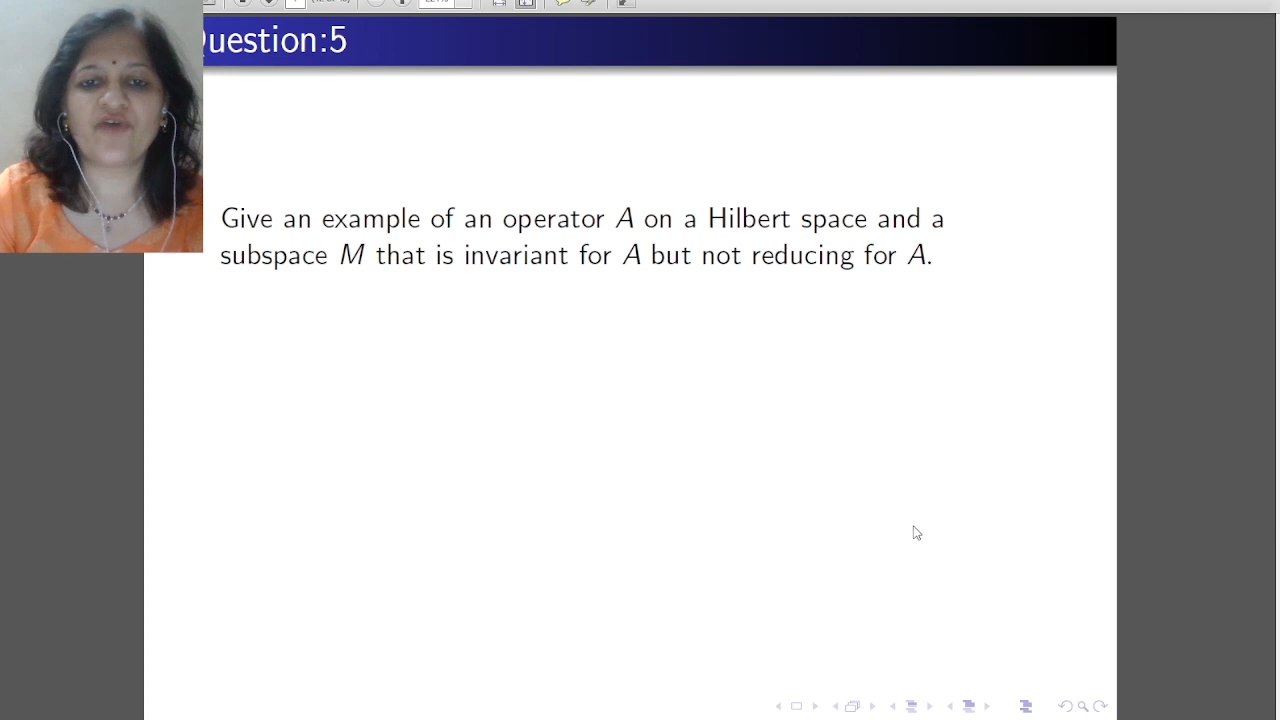 uestion:5
Give an example of an operator A on a Hilbert space and a
subspace M that is invariant for A but not reducing for A.